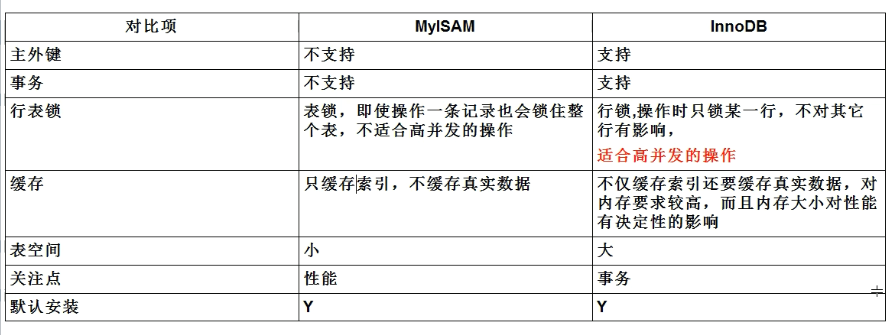 对比项 MyISAM InnoDB
主外键 不支持 支持
事务 不支持 支持
行表锁 表锁，即使操作一条记录也会锁住整 行锁,操作时只锁某一行，不对其它
个表，不适合高并发的操作 行有影响，
适合高并发的操作
缓存 只缓存索引，不缓存真实数据 不仅缓存索引还要缓存真实数据，对
内存要求较高，而且内存大小对性能
有决定性的影响
表空间 小 大
关注点 性能 事务
默认安装 Y Y